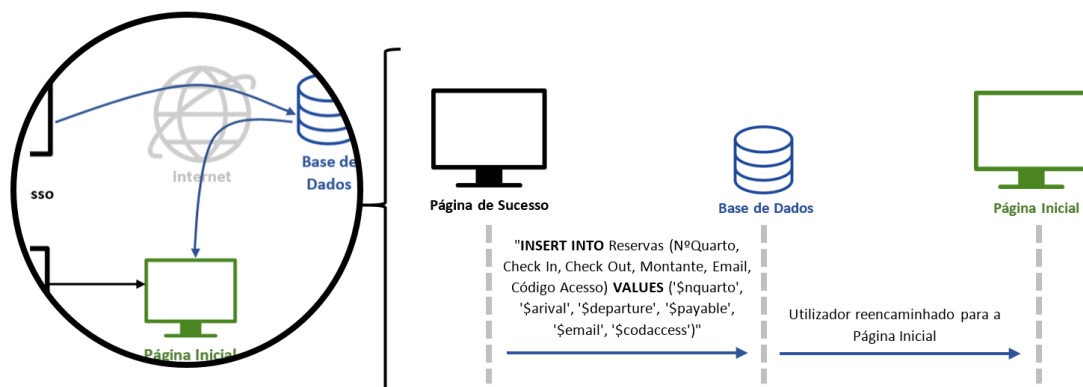 Internet
Base de
Dados
sso
Página Inicial
Página de Sucesso
Base de Dados
Página Inicial
"INSERT INTO Reservas (NºQuarto,
Check In, Check Out, Montante, Email,
Código Acesso) VALUES ('$nquarto',
'$arival', '$departure', '$payable',
'$email', '$codaccess')"
Utilizador reencaminhado para a
Página Inicial